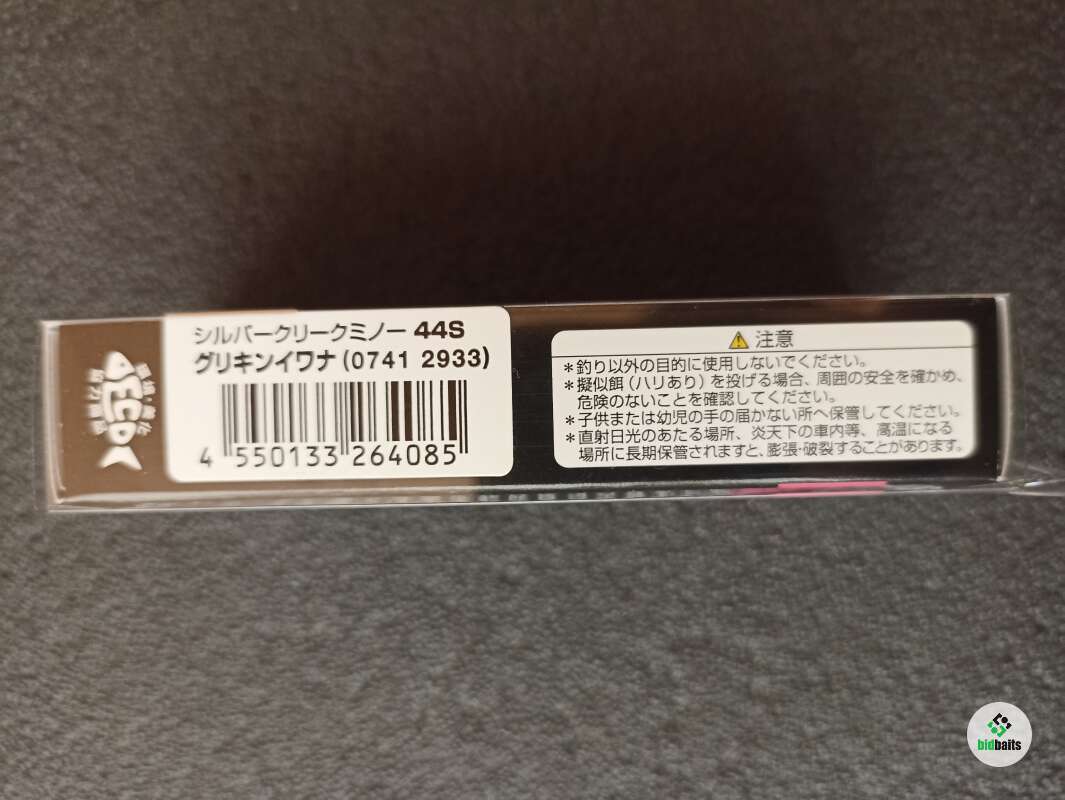 シルバークリークミノー 44S
グリキンイワナ (0741 2933)
4 550133 264085
ECO
注意
*釣り以外の目的に使用しないでください。
*擬似餌(ハリあり)を投げる場合、周囲の安全を確かめ、
危険のないことを確認してください。
*子供または幼児の手の届かない所へ保管してください。
*直射日光のあたる場所、炎天下の車内等、高温になる
場所に長期保管されますと、膨張・破裂することがあります。
bidbaits